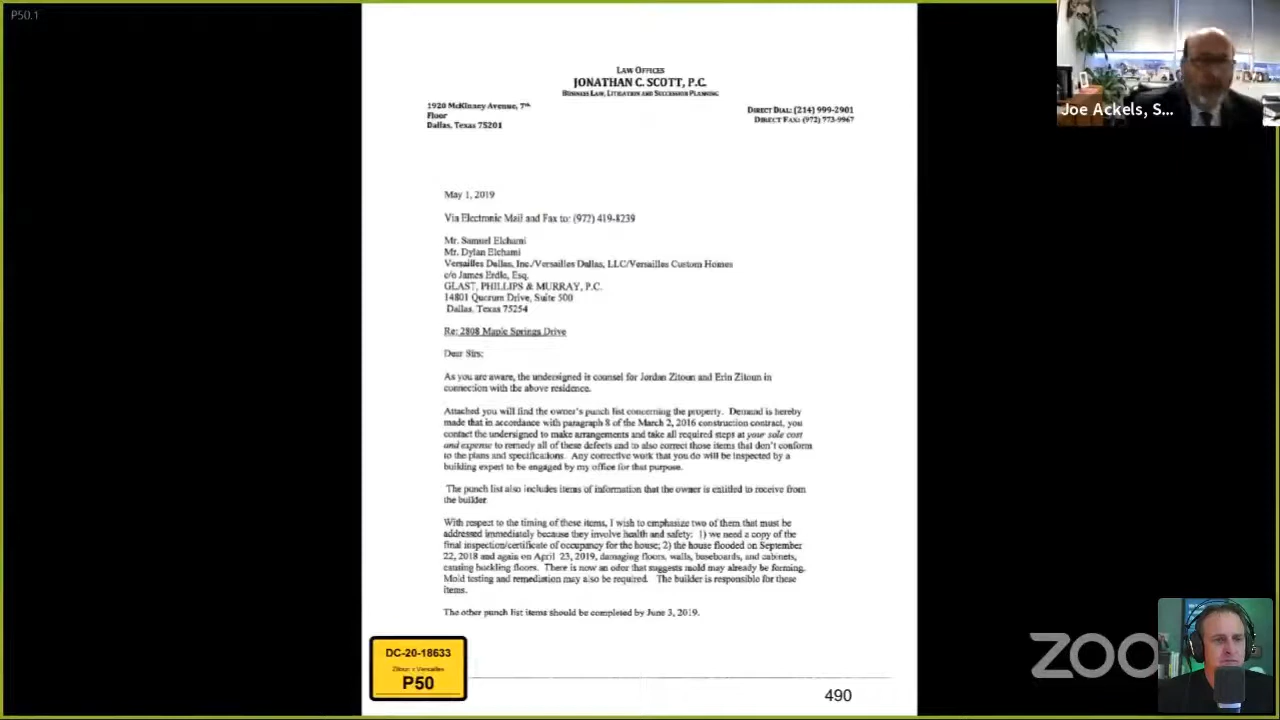 P50.1
Joe Ackels, S...
LAW OFFICES
JONATHAN C. SCOTT, P.C.
BUSINESS LAW, LITIGATION AND SUCCESSION PLANNING
1920 McKinney Avenue, 7th
Floor
Dallas, Texas 75201
DIRECT DIAL: (214) 999-2901
DIRECT FAX: (972) 773-9967
May 1, 2019
Via Electronic Mail and Fax to: (972) 419-8239
Mr. Samuel Elchami
Mr. Dylan Elchami
Versailles Dallas, Inc./Versailles Dallas, LLC/Versailles Custom Homes
c/o James Erdle, Esq.
GLAST, PHILLIPS & MURRAY, P.C.
14801 Quorum Drive, Suite 500
Dallas, Texas 75254
Re: 2808 Maple Springs Drive
Dear Sirs:
As you are aware, the undersigned is counsel for Jordan Zitoun and Erin Zitoun in
connection with the above residence.
Attached you will find the owner's punch list concerning the property. Demand is hereby
made that in accordance with paragraph 8 of the March 2, 2016 construction contract, you
contact the undersigned to make arrangements and take all required steps at your sole cost
and expense to remedy all of these defects and to also correct those items that don't conform
to the plans and specifications. Any corrective work that you do will be inspected by a
building expert to be engaged by my office for that purpose.
The punch list also includes items of information that the owner is entitled to receive from
the builder.
With respect to the timing of these items, I wish to emphasize two of them that must be
addressed immediately because they involve health and safety: 1) we need a copy of the
final inspection/certificate of occupancy for the house; 2) the house flooded on September
22, 2018 and again on April 23, 2019, damaging floors, walls, baseboards, and cabinets,
causing buckling floors. There is now an odor that suggests mold may already be forming.
Mold testing and remediation may also be required. The builder is responsible for these
items.
The other punch list items should be completed by June 3, 2019.
DC-20-18633
Zitoun v Versailles
P50
490
ZOO